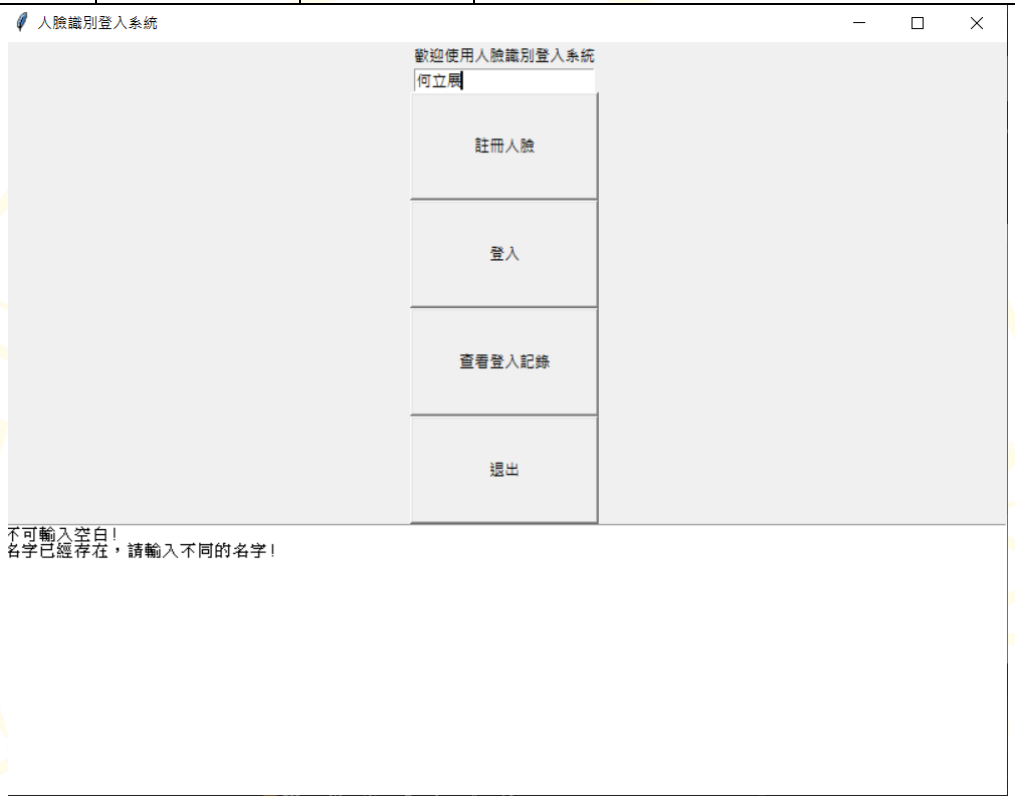 人臉識別登入系統
歡迎使用人臉識別登入系統
何立展
註冊人臉
登入
查看登入記錄
退出
不可輸入空白!
名字已經存在，請輸入不同的名字!